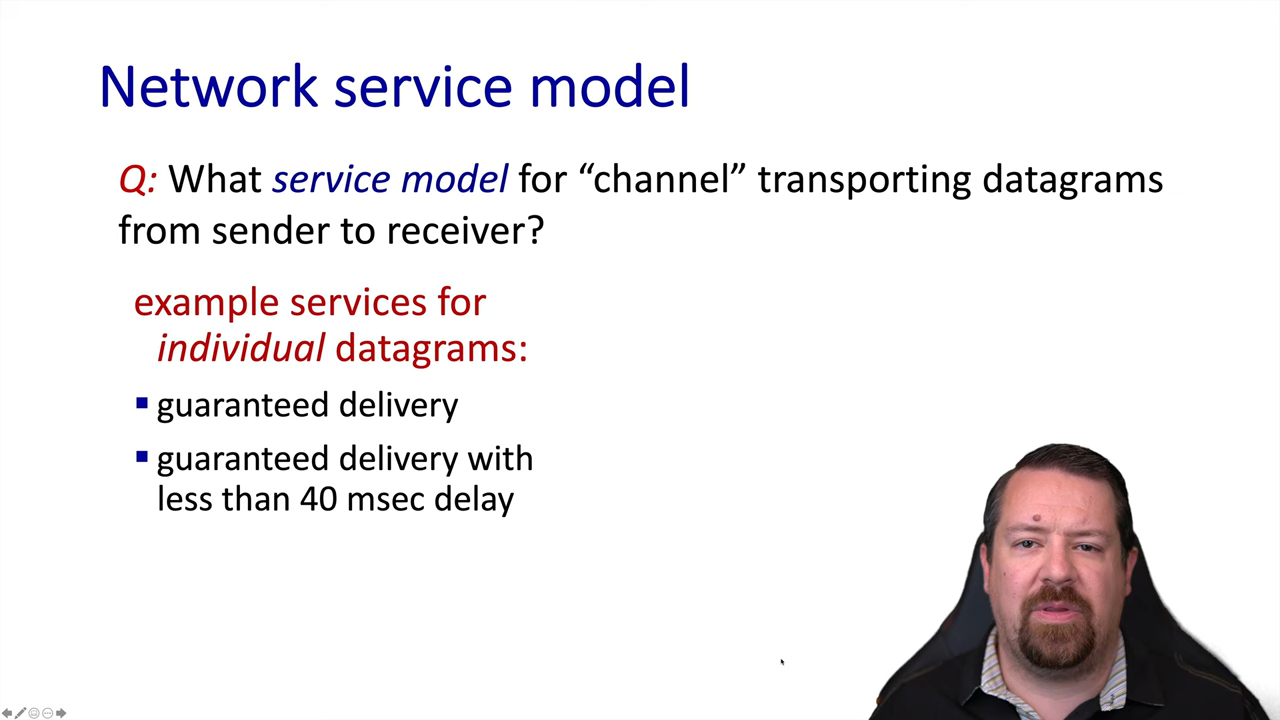 Network service model
Q: What service model for “channel” transporting datagrams
from sender to receiver?
example services for
individual datagrams:
▪ guaranteed delivery
▪ guaranteed delivery with
less than 40 msec delay